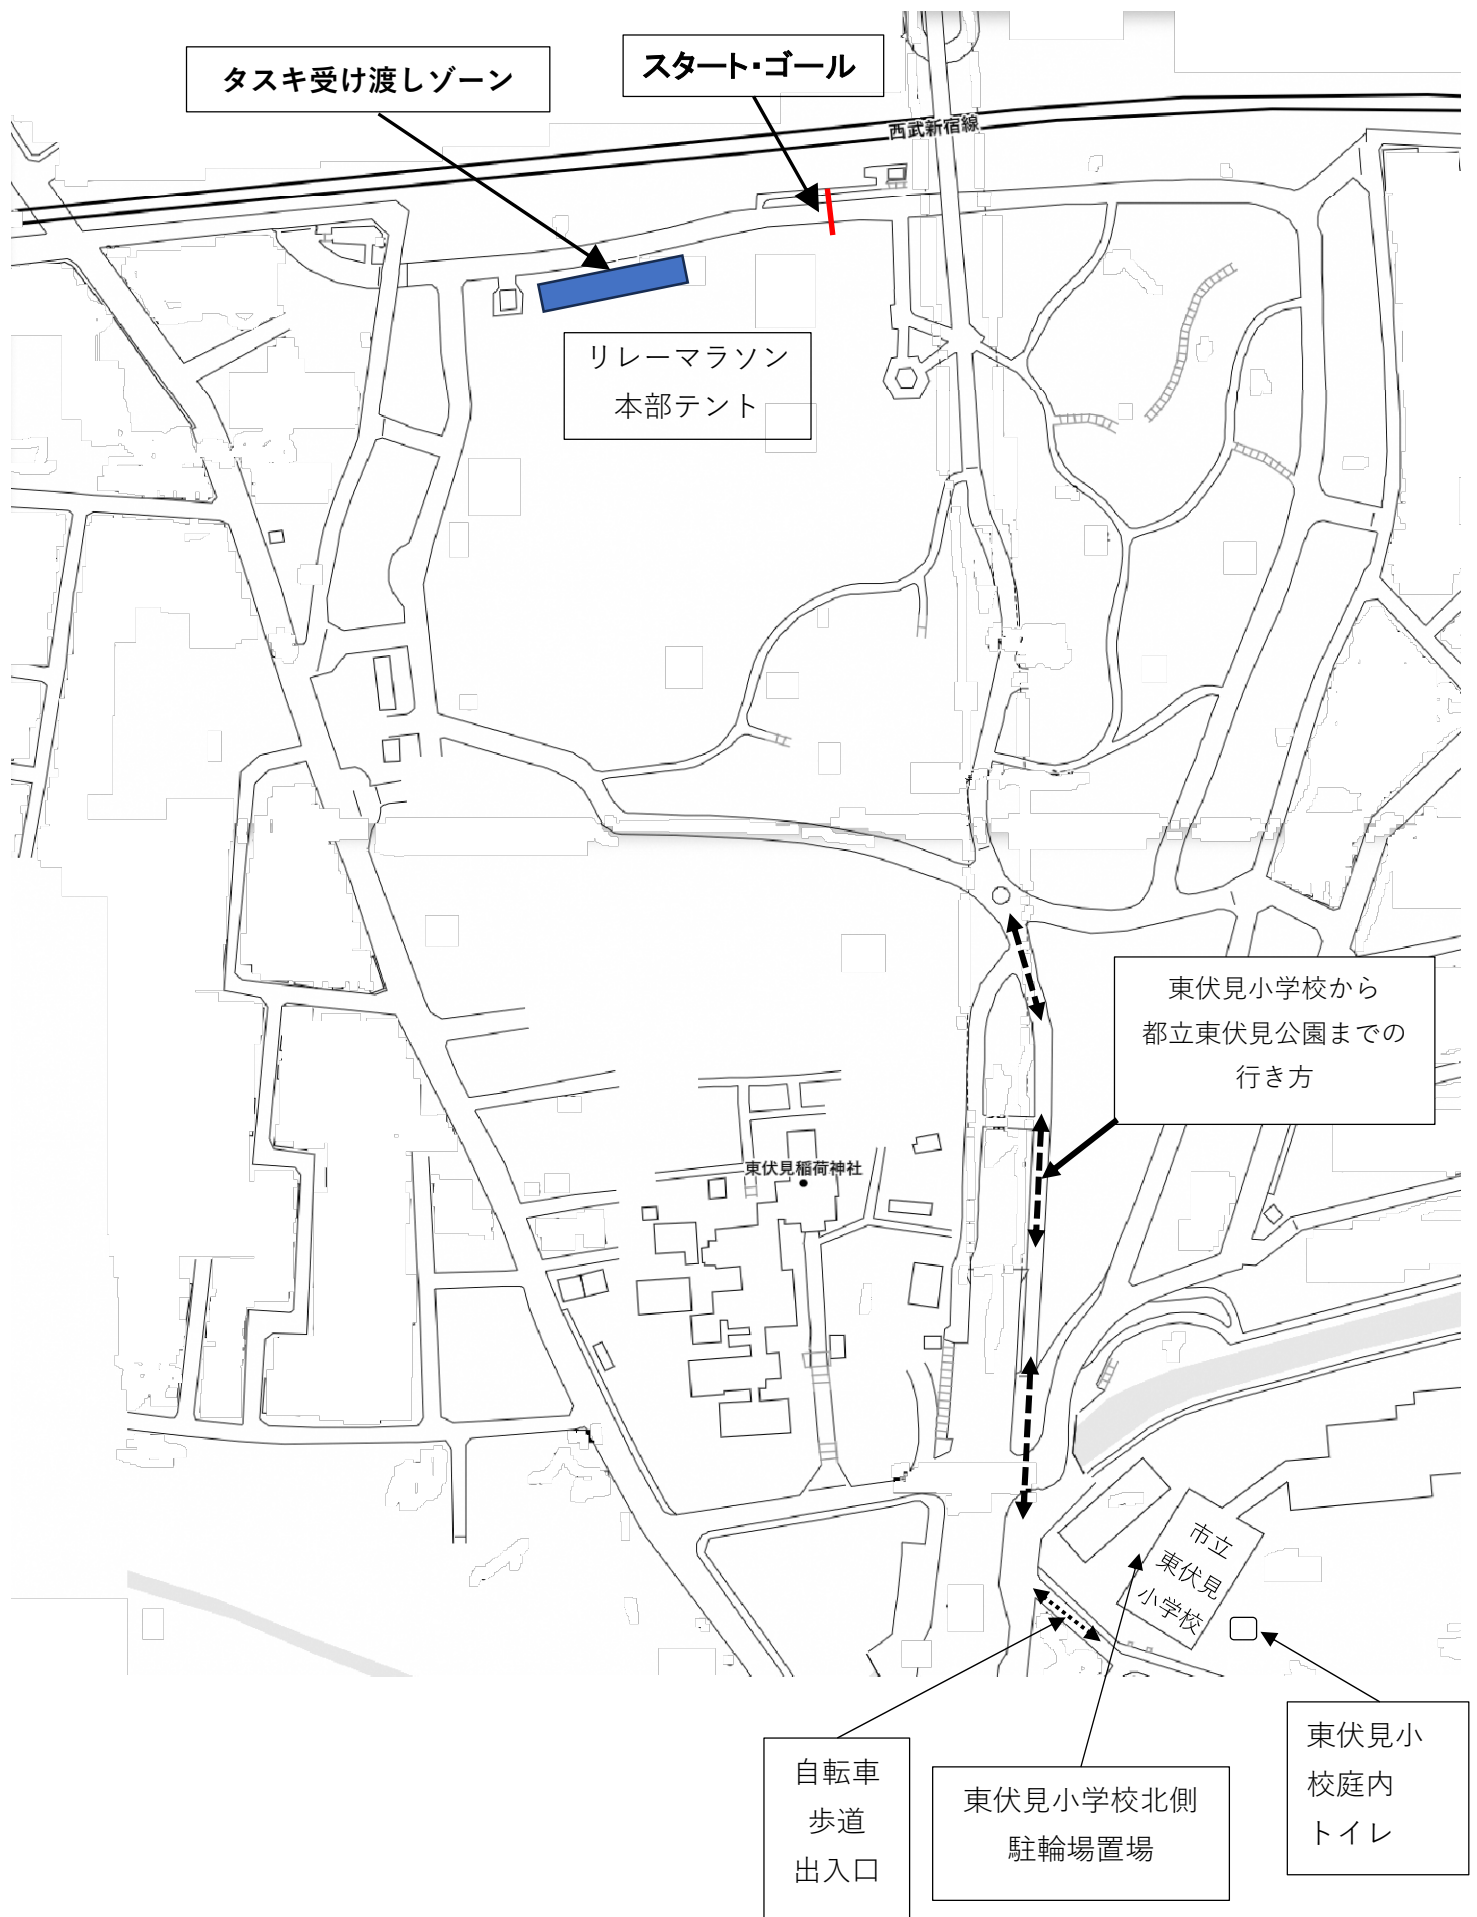 スタート・ゴール
タスキ受け渡しゾーン
西武新宿線
リレーマラソン
本部テント
東伏見小学校から
都立東伏見公園までの
行き方
東伏見稲荷神社
市立
東伏見
小学校
東伏見小
校庭内
トイレ
自転車
歩道
出入口
東伏見小学校北側
駐輪場置場